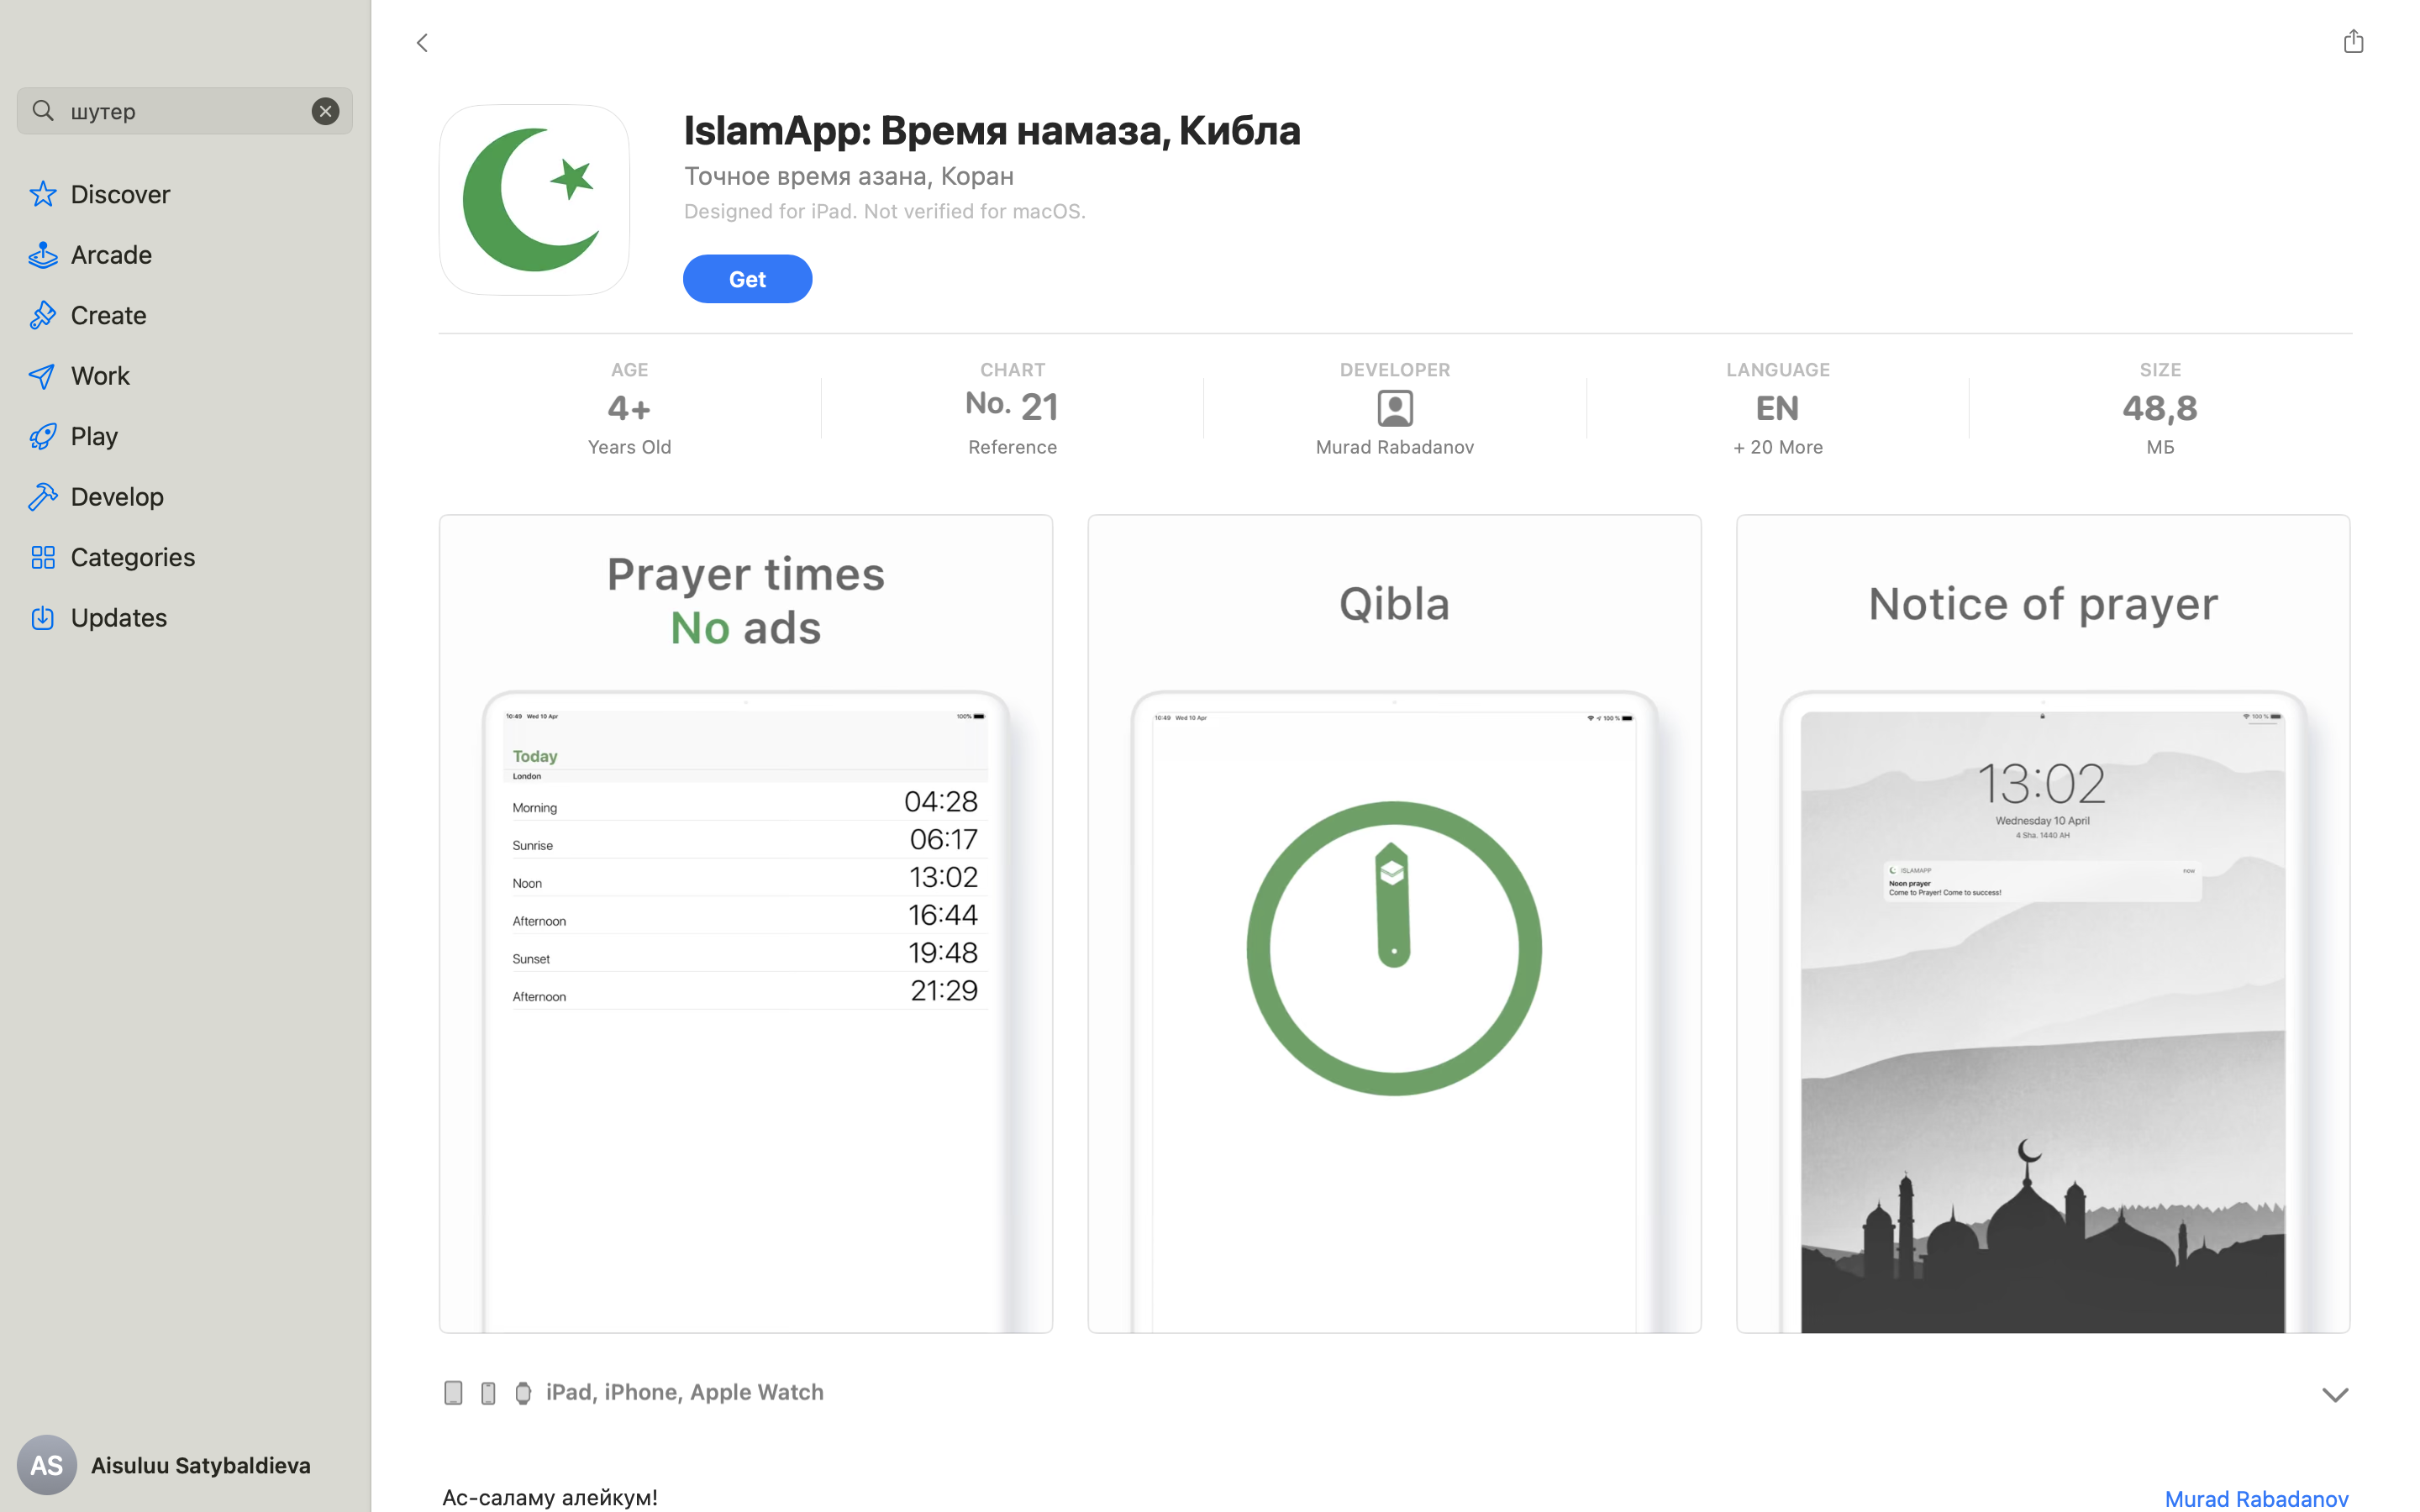 шутер
Discover
Arcade
Create
Work
Play
Develop
Categories
Updates
AS
Aisuluu Satybaldieva
IslamApp: Время намаза, Кибла
Точное время азана, Коран
Designed for iPad. Not verified for macOS.
Get
AGE
4+
Years Old
CHART
No. 21
Reference
DEVELOPER
Murad Rabadanov
LANGUAGE
EN
+ 20 More
SIZE
48,8
МБ
Prayer times
No ads
10:49 Wed 10 Apr
100%
Today
London
Morning 04:28
Sunrise 06:17
Noon 13:02
Afternoon 16:44
Sunset 19:48
Afternoon 21:29
Qibla
10:49 Wed 10 Apr
100 %
Notice of prayer
100 %
13:02
Wednesday 10 April
4 Sha. 1440 AH
ISLAMAPP now
Noon prayer
Come to Prayer! Come to success!
iPad, iPhone, Apple Watch
Ас-саламу алейкум!
Murad Rabadanov